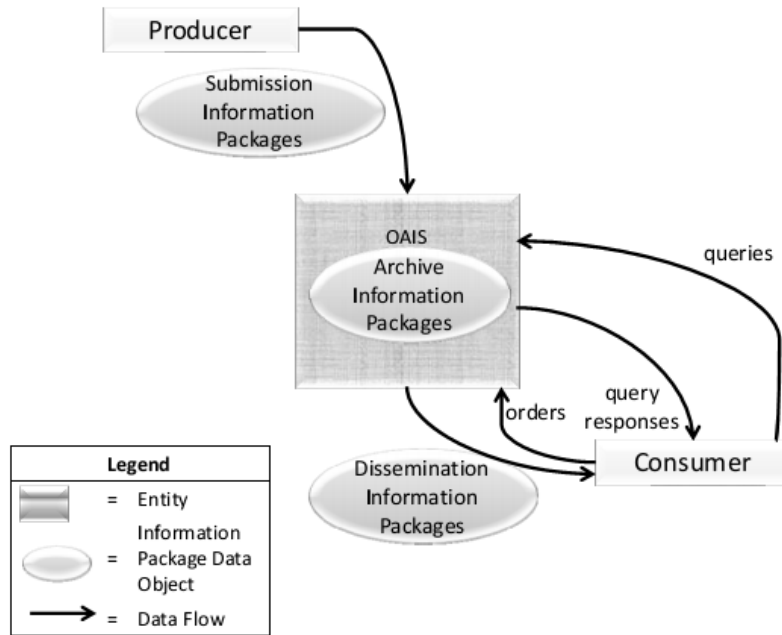 Producer
Submission
Information
Packages
OAIS
Archive
Information
Packages
queries
query
responses
orders
Consumer
Dissemination
Information
Packages
Legend
= Entity
Information
= Package Data
Object
= Data Flow